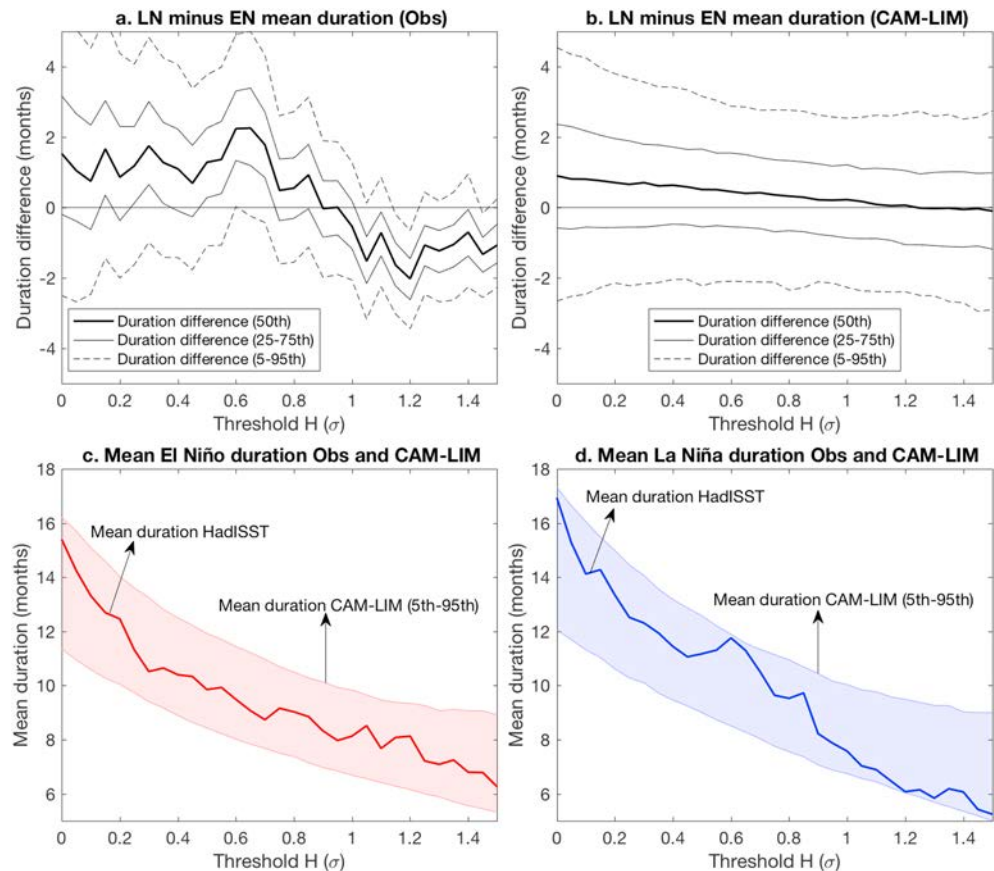 a. LN minus EN mean duration (Obs)
Duration difference (months)
4
2
0
-2
-4
Duration difference (50th)
Duration difference (25-75th)
Duration difference (5-95th)
0 0.2 0.4 0.6 0.8 1 1.2 1.4
Threshold H (σ)
b. LN minus EN mean duration (CAM-LIM)
Duration difference (months)
4
2
0
-2
-4
Duration difference (50th)
Duration difference (25-75th)
Duration difference (5-95th)
0 0.2 0.4 0.6 0.8 1 1.2 1.4
Threshold H (σ)
c. Mean El Niño duration Obs and CAM-LIM
Mean duration (months)
18
16
14
12
10
8
6
Mean duration HadISST
Mean duration CAM-LIM (5th-95th)
0 0.2 0.4 0.6 0.8 1 1.2 1.4
Threshold H (σ)
d. Mean La Niña duration Obs and CAM-LIM
Mean duration (months)
18
16
14
12
10
8
6
Mean duration HadISST
Mean duration CAM-LIM (5th-95th)
0 0.2 0.4 0.6 0.8 1 1.2 1.4
Threshold H (σ)